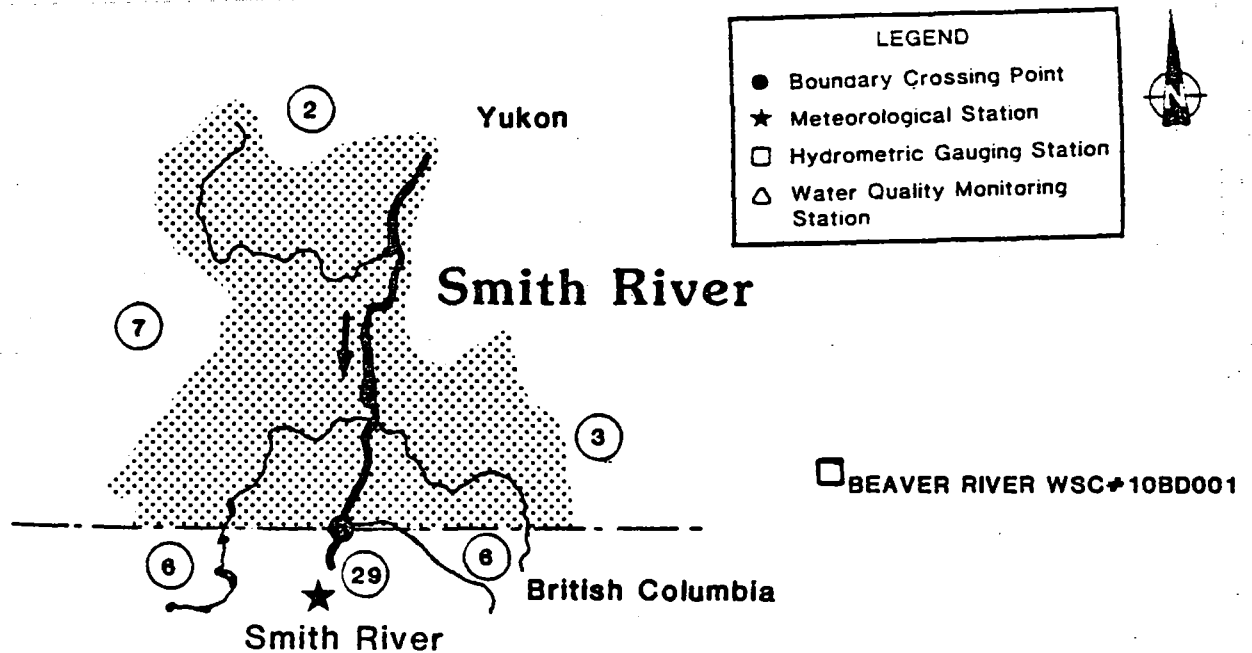 LEGEND
Boundary Crossing Point
Meteorological Station
Hydrometric Gauging Station
Water Quality Monitoring
Station
N
2
Yukon
Smith River
7
3
BEAVER RIVER WSC#10BD001
6
29
6
British Columbia
Smith River